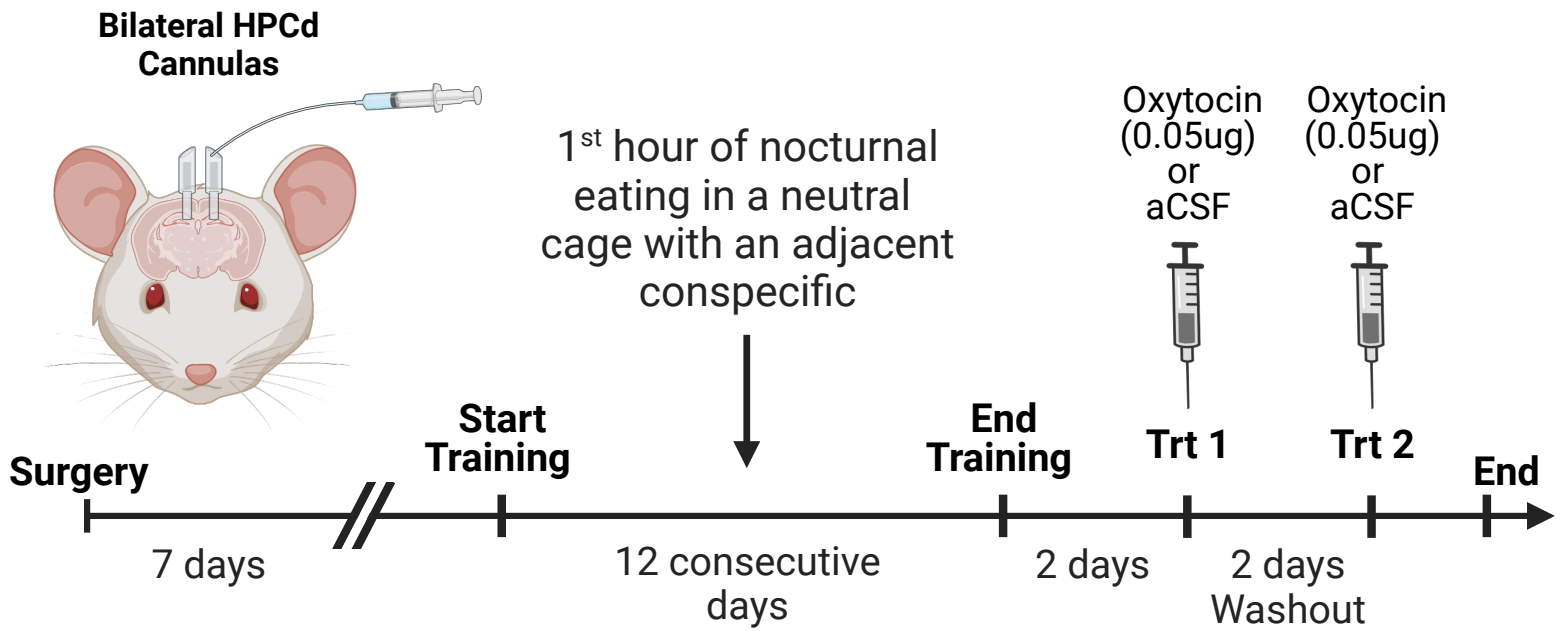 Bilateral HPCd
Cannulas
1st hour of nocturnal
eating in a neutral
cage with an adjacent
conspecific
Oxytocin
(0.05ug)
or
aCSF
Oxytocin
(0.05ug)
or
aCSF
Surgery
Start
Training
End
Training
Trt 1
Trt 2
End
7 days
12 consecutive
days
2 days
2 days
Washout